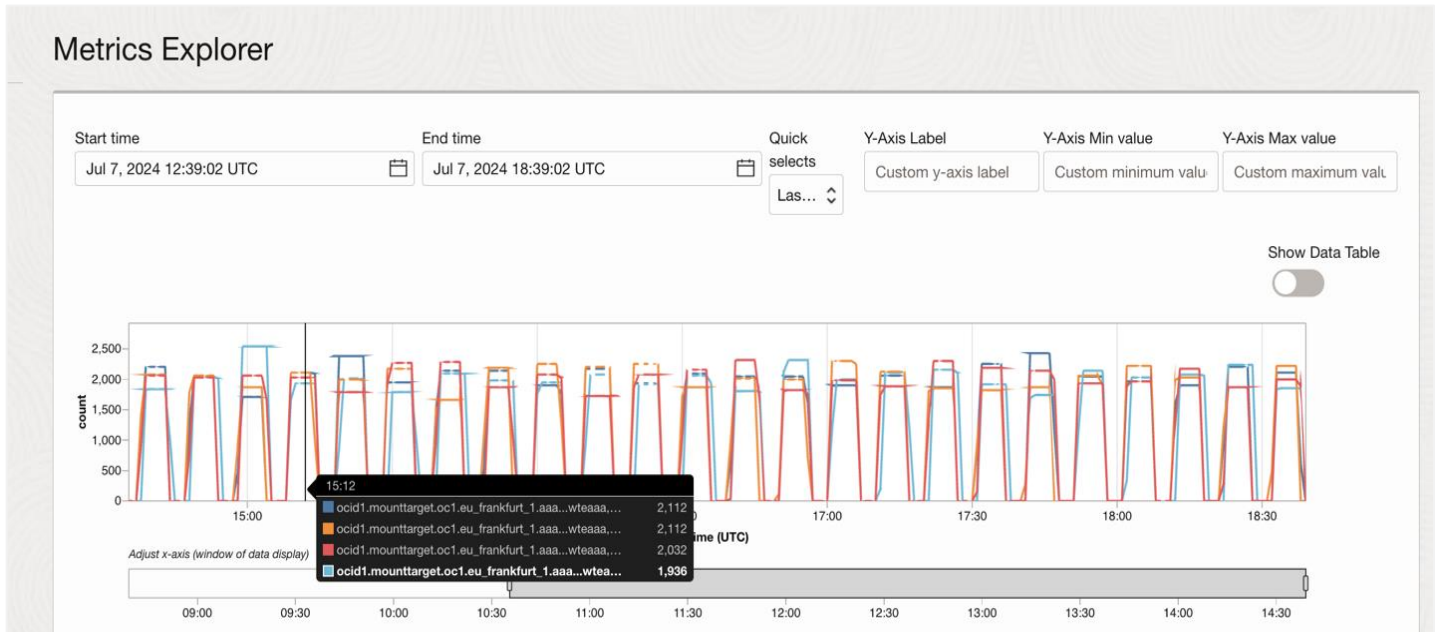 Metrics Explorer
Start time
End time
Quick selects
Y-Axis Label
Y-Axis Min value
Y-Axis Max value
Jul 7, 2024 12:39:02 UTC
Jul 7, 2024 18:39:02 UTC
Las...
Custom y-axis label
Custom minimum valu
Custom maximum valu
Show Data Table
2,500
2,000
1,500
1,000
500
0
count
15:00
17:00
17:30
18:00
18:30
ime (UTC)
15:12
ocid1.mounttarget.oc1.eu_frankfurt_1.aaa...wteaaa,... 2,112
ocid1.mounttarget.oc1.eu_frankfurt_1.aaa...wteaaa,... 2,112
ocid1.mounttarget.oc1.eu_frankfurt_1.aaa...wteaaa,... 2,032
ocid1.mounttarget.oc1.eu_frankfurt_1.aaa...wtea... 1,936
Adjust x-axis (window of data display)
09:00 09:30 10:00 10:30 11:00 11:30 12:00 12:30 13:00 13:30 14:00 14:30